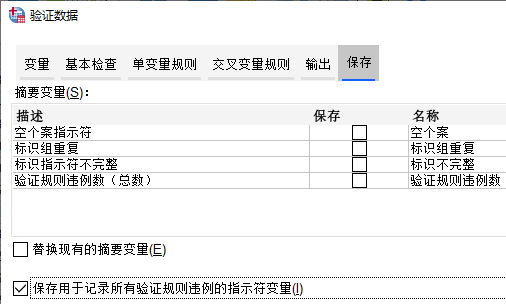 验证数据
变量 基本检查 单变量规则 交叉变量规则 输出 保存
摘要变量(S)：
描述 保存 名称
空个案指示符 空个案
标识组重复 标识组重复
标识指示符不完整 标识不完整
验证规则违例数（总数） 验证规则违例数
替换现有的摘要变量(E)
保存用于记录所有验证规则违例的指示符变量(I)